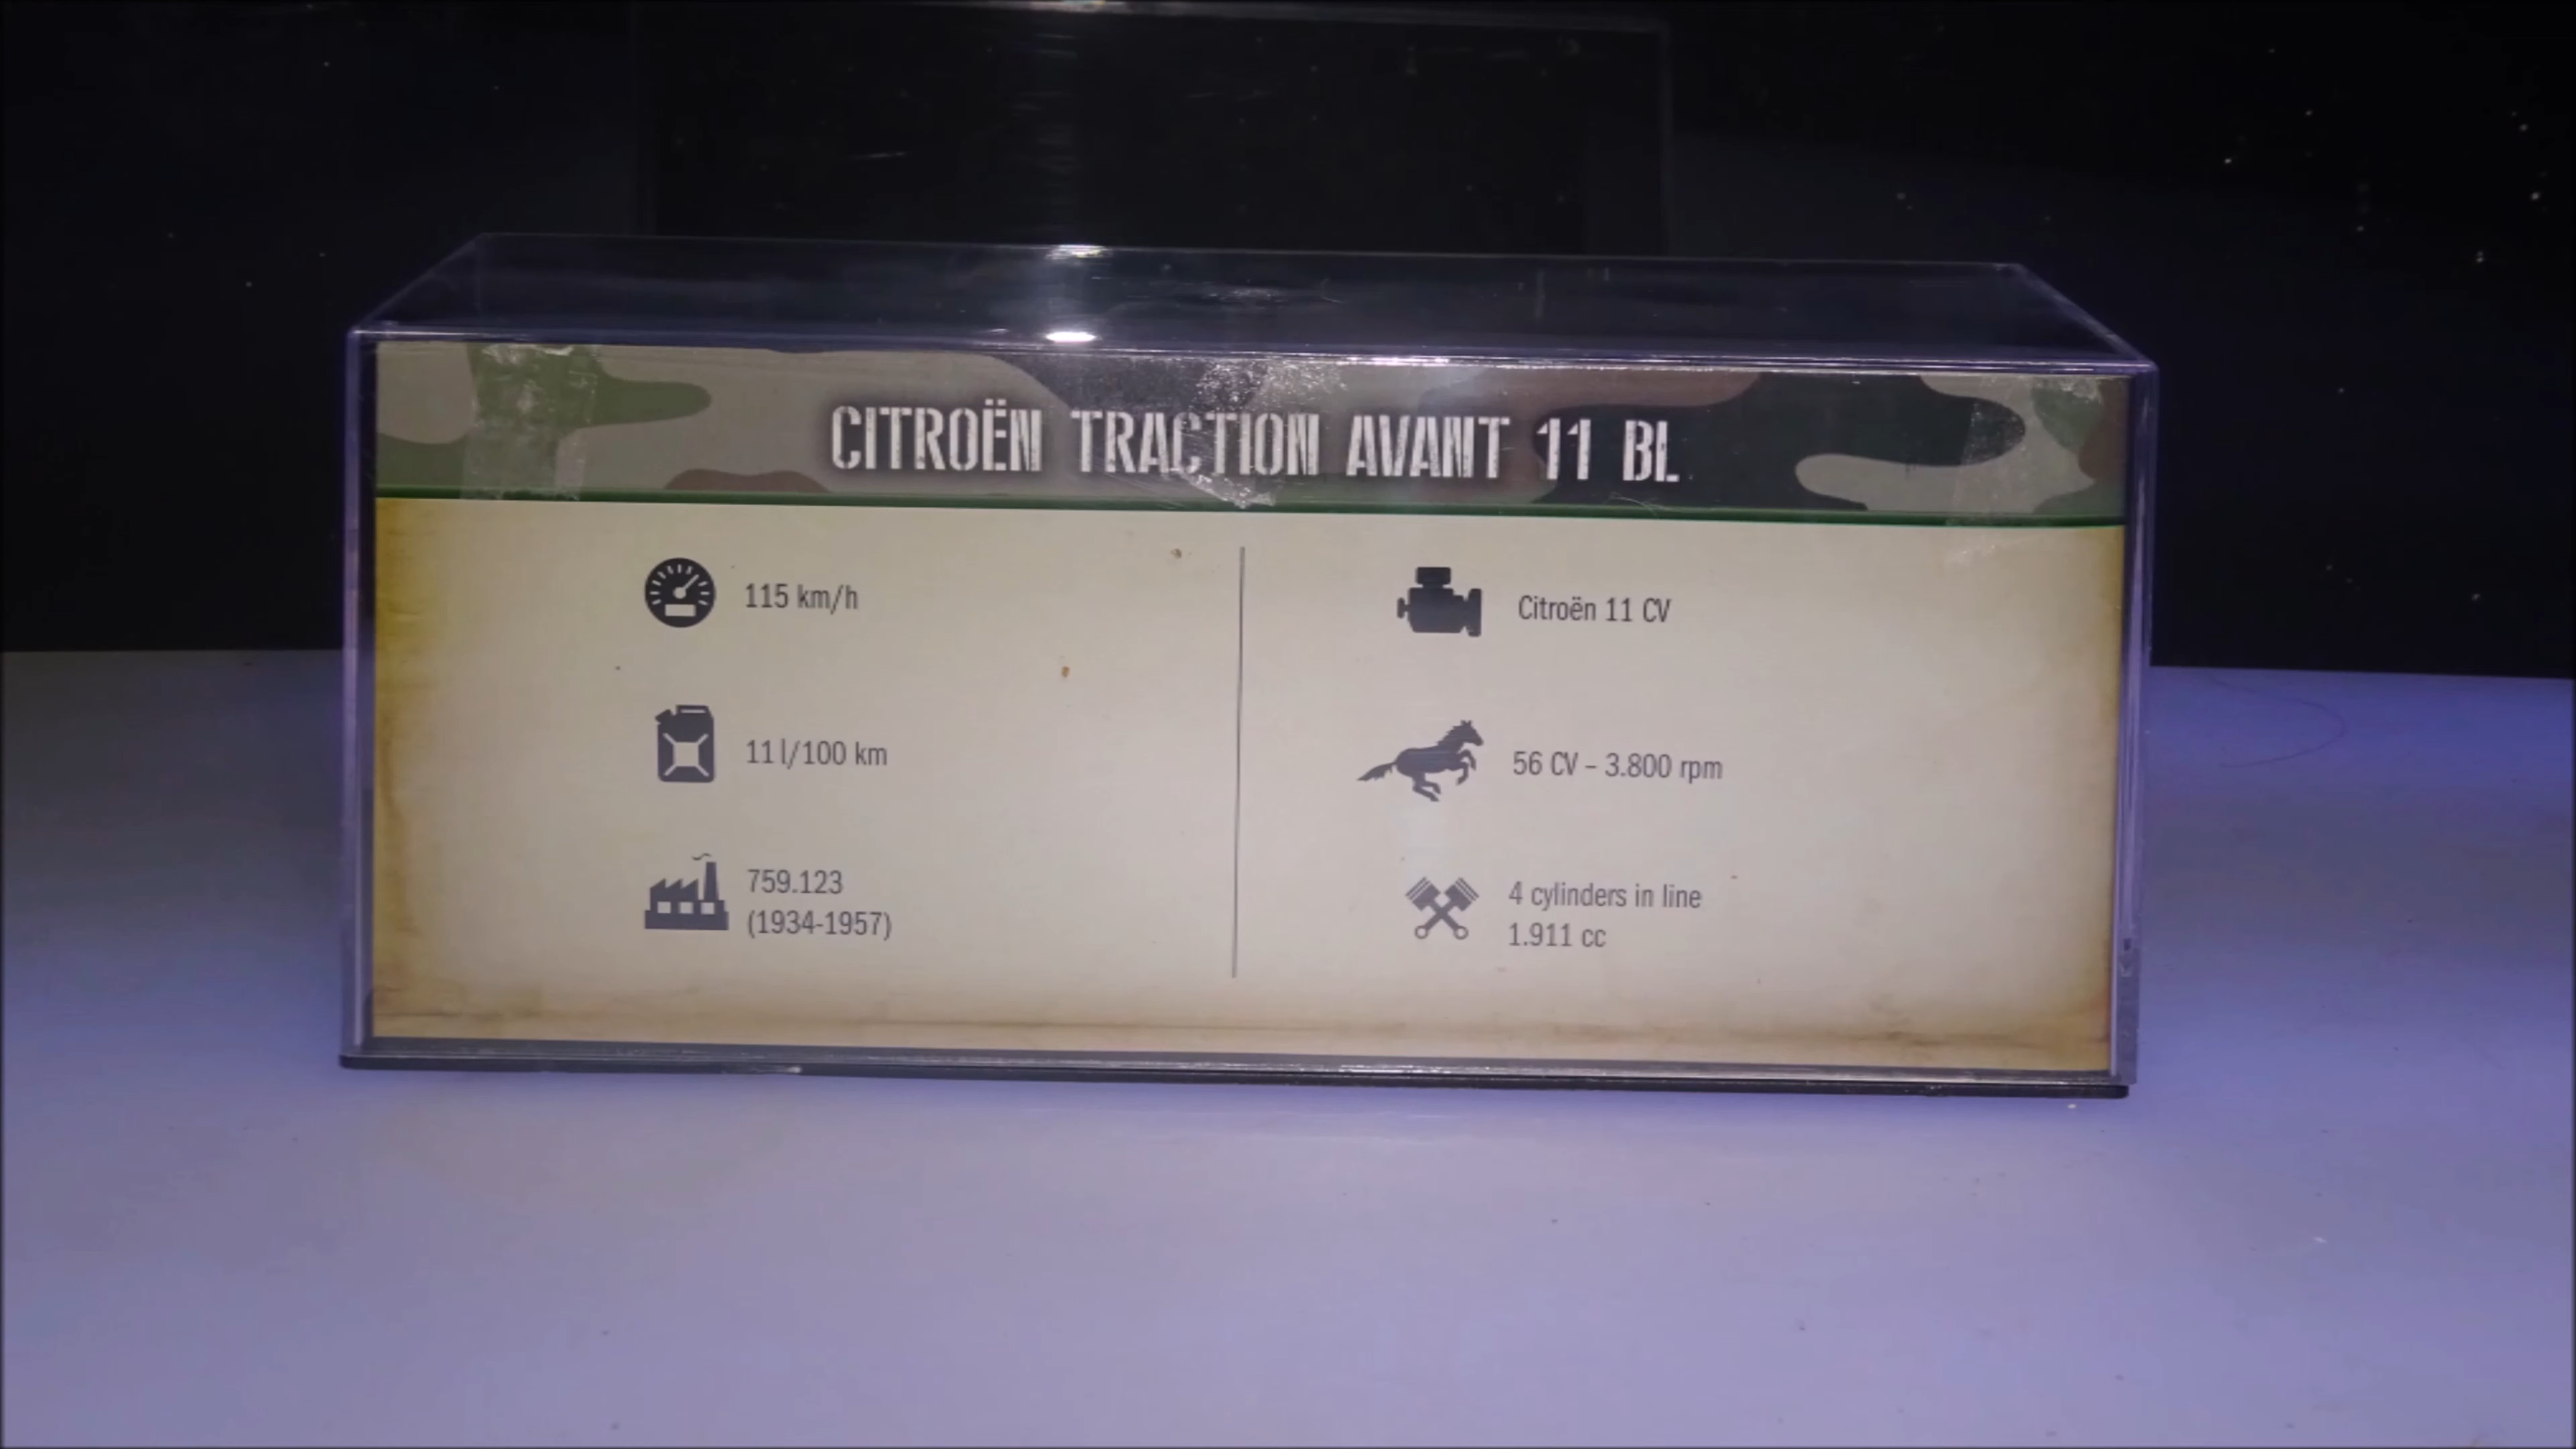 CITROËN TRACTION AVANT 11 BL
115 km/h
11 l/100 km
759.123
(1934-1957)
Citroën 11 CV
56 CV – 3.800 rpm
4 cylinders in line
1.911 cc